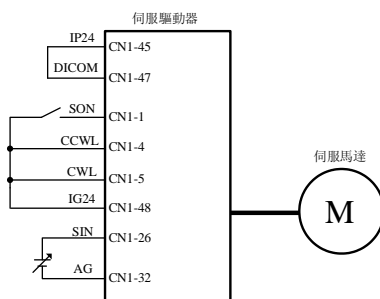 伺服驅動器
IP24 CN1-45
DICOM CN1-47
SON CN1-1
CCWL CN1-4
CWL CN1-5
IG24 CN1-48
SIN CN1-26
AG CN1-32
伺服馬達
M